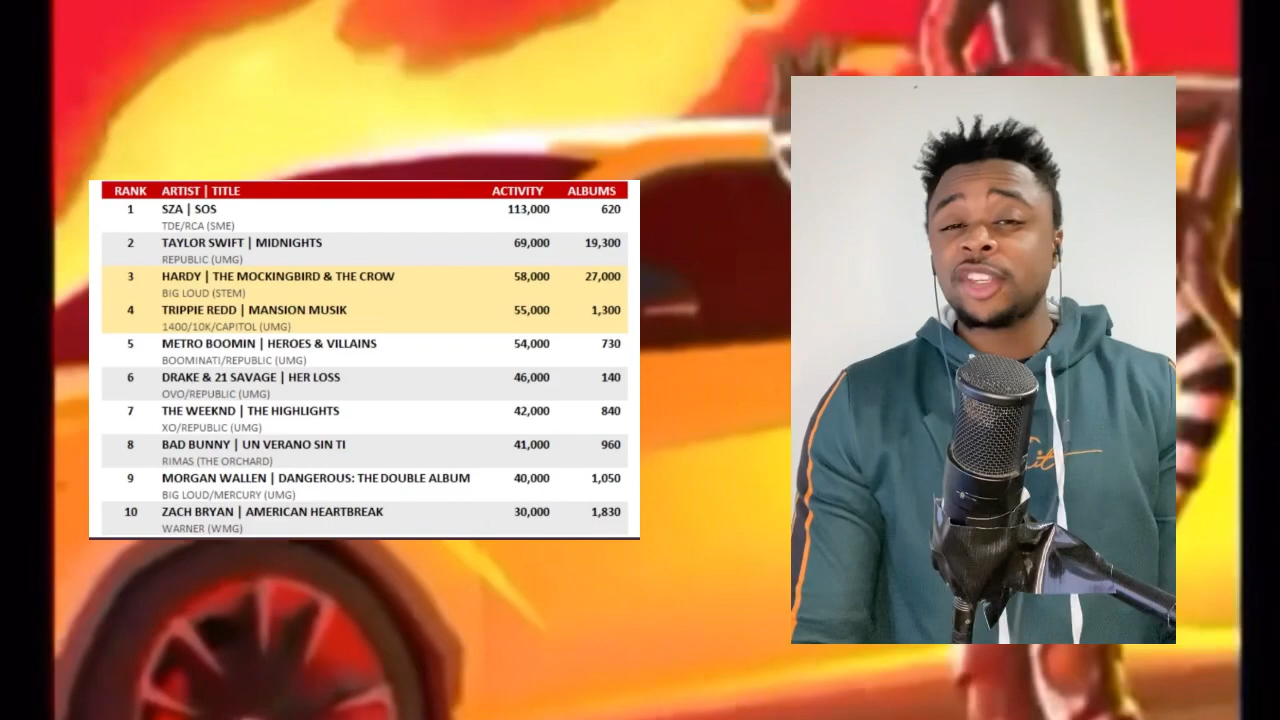 RANK ARTIST | TITLE ACTIVITY ALBUMS
1 SZA | SOS 113,000 620
TDE/RCA (SME)
2 TAYLOR SWIFT | MIDNIGHTS 69,000 19,300
REPUBLIC (UMG)
3 HARDY | THE MOCKINGBIRD & THE CROW 58,000 27,000
BIG LOUD (STEM)
4 TRIPPIE REDD | MANSION MUSIK 55,000 1,300
1400/10K/CAPITOL (UMG)
5 METRO BOOMIN | HEROES & VILLAINS 54,000 730
BOOMINATI/REPUBLIC (UMG)
6 DRAKE & 21 SAVAGE | HER LOSS 46,000 140
OVO/REPUBLIC (UMG)
7 THE WEEKND | THE HIGHLIGHTS 42,000 840
XO/REPUBLIC (UMG)
8 BAD BUNNY | UN VERANO SIN TI 41,000 960
RIMAS (THE ORCHARD)
9 MORGAN WALLEN | DANGEROUS: THE DOUBLE ALBUM 40,000 1,050
BIG LOUD/MERCURY (UMG)
10 ZACH BRYAN | AMERICAN HEARTBREAK 30,000 1,830
WARNER (WMG)